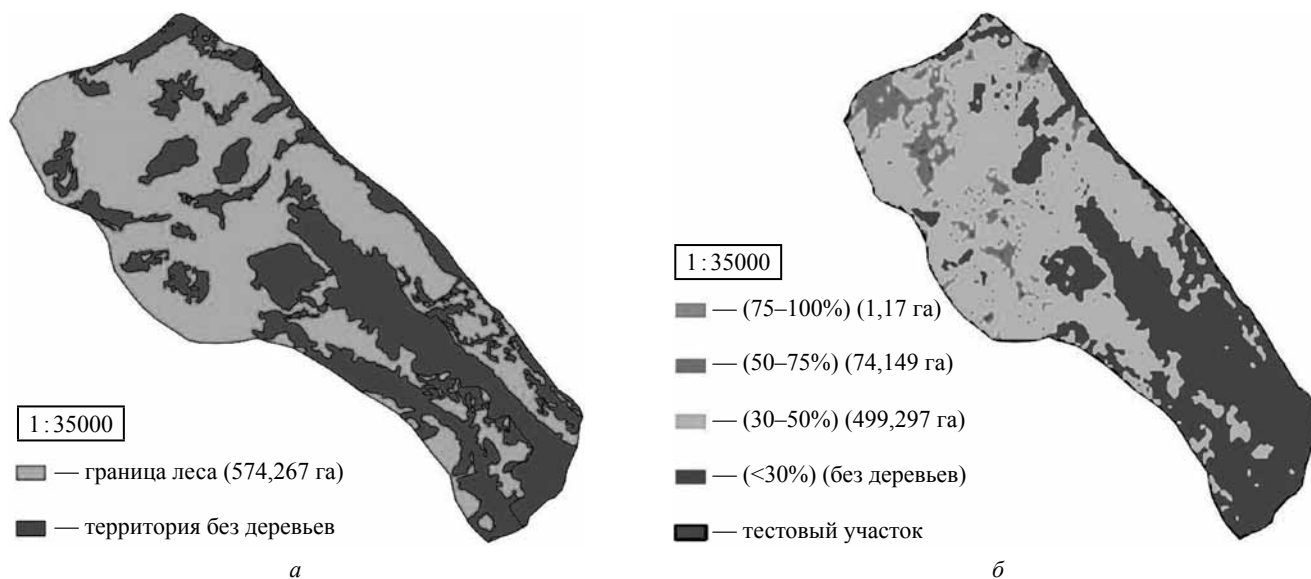 1:35000
— граница леса (574,267 га)
— территория без деревьев
а
1:35000
— (75–100%) (1,17 га)
— (50–75%) (74,149 га)
— (30–50%) (499,297 га)
— (<30%) (без деревьев)
— тестовый участок
б